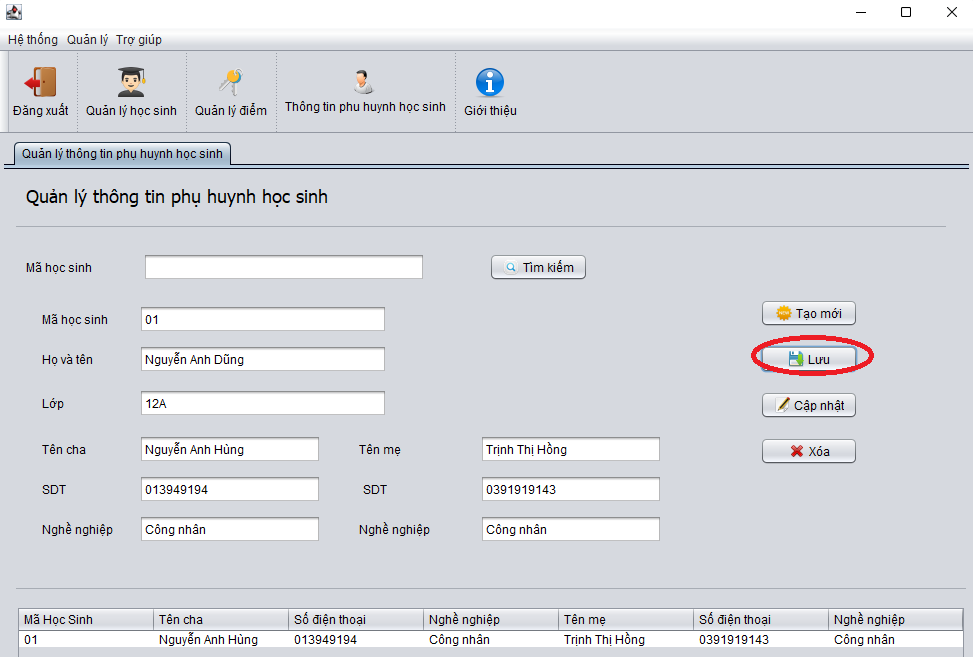 Hệ thống Quản lý Trợ giúp
Đăng xuất Quản lý học sinh Quản lý điểm Thông tin phu huynh học sinh Giới thiệu
Quản lý thông tin phụ huynh học sinh
Quản lý thông tin phụ huynh học sinh
Mã học sinh Tìm kiếm
Mã học sinh 01 Tạo mới
Họ và tên Nguyễn Anh Dũng Lưu
Lớp 12A Cập nhật
Tên cha Nguyễn Anh Hùng Tên mẹ Trịnh Thị Hồng Xóa
SDT 013949194 SDT 0391919143
Nghề nghiệp Công nhân Nghề nghiệp Công nhân
Mã Học Sinh Tên cha Số điện thoại Nghề nghiệp Tên mẹ Số điện thoại Nghề nghiệp
01 Nguyễn Anh Hùng 013949194 Công nhân Trịnh Thị Hồng 0391919143 Công nhân